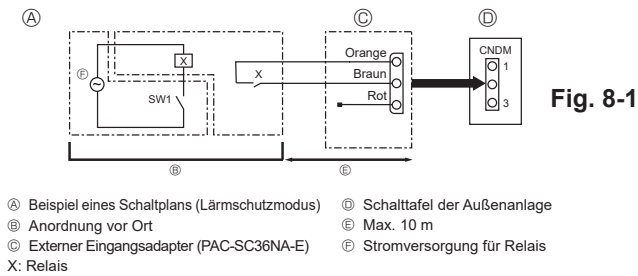 Ⓐ Ⓒ Ⓓ
Orange
Braun
Rot
X
X
SW1
Ⓕ
CNDM
1
3
Fig. 8-1
Ⓑ Ⓔ
Ⓐ Beispiel eines Schaltplans (Lärmschutzmodus)
Ⓑ Anordnung vor Ort
Ⓒ Externer Eingangsadapter (PAC-SC36NA-E)
X: Relais
Ⓓ Schalttafel der Außenanlage
Ⓔ Max. 10 m
Ⓕ Stromversorgung für Relais